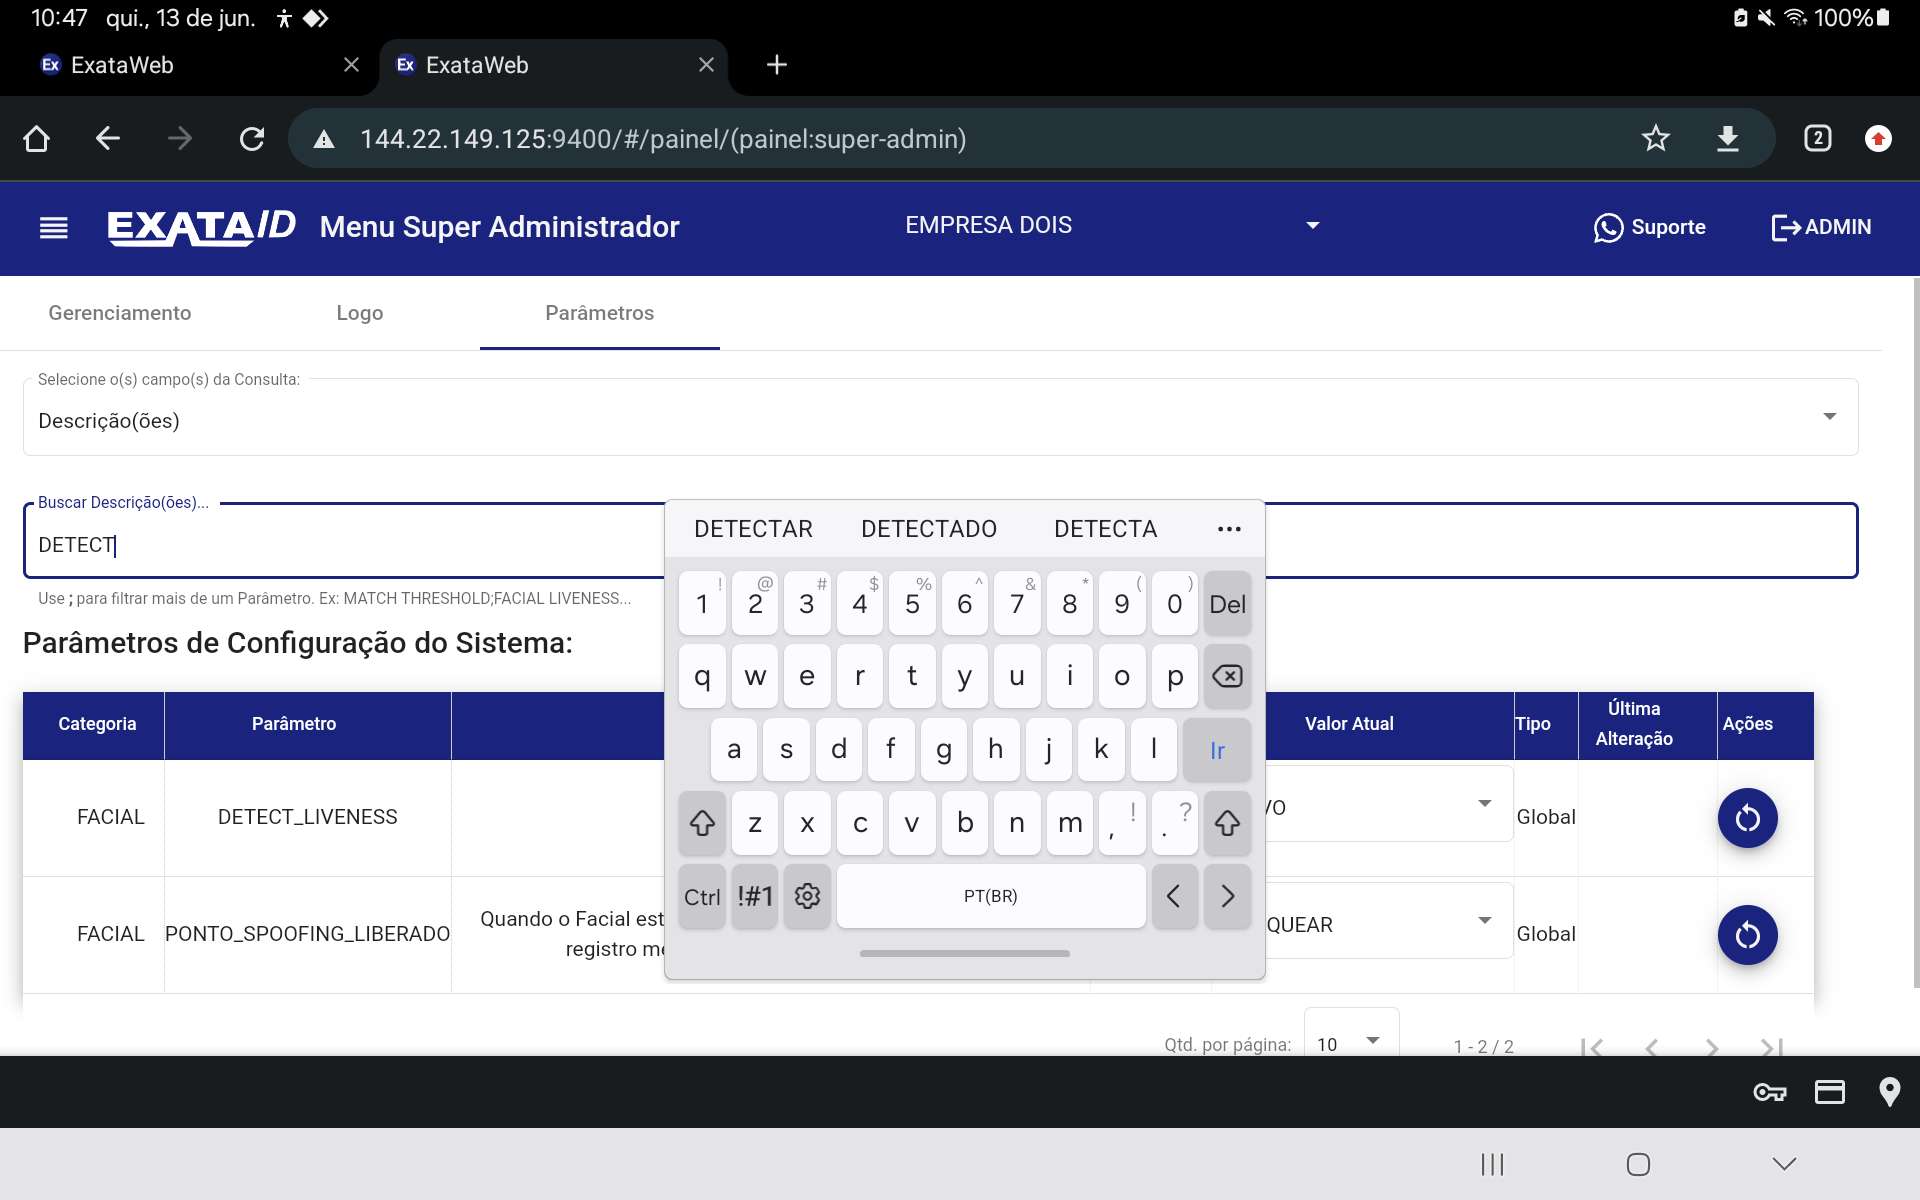 10:47 qui., 13 de jun. 100%
Ex ExataWeb
Ex ExataWeb
144.22.149.125:9400/#/painel/(painel:super-admin)
2
EXATAID Menu Super Administrador EMPRESA DOIS Suporte ADMIN
Gerenciamento Logo Parâmetros
Selecione o(s) campo(s) da Consulta:
Descrição(ões)
Buscar Descrição(ões)...
DETECT
Use ; para filtrar mais de um Parâmetro. Ex: MATCH THRESHOLD;FACIAL LIVENESS...
Parâmetros de Configuração do Sistema:
Categoria Parâmetro Valor Atual Tipo Última Alteração Ações
FACIAL DETECT_LIVENESS VO Global
FACIAL PONTO_SPOOFING_LIBERADO Quando o Facial est QUEAR Global
registro me
Qtd. por página: 10 1 - 2 / 2
DETECTAR DETECTADO DETECTA ...
! @ # $ % ^ & * ( )
1 2 3 4 5 6 7 8 9 0 Del
q w e r t y u i o p
a s d f g h j k l Ir
z x c v b n m , ! . ?
Ctrl !#1 PT(BR) < >